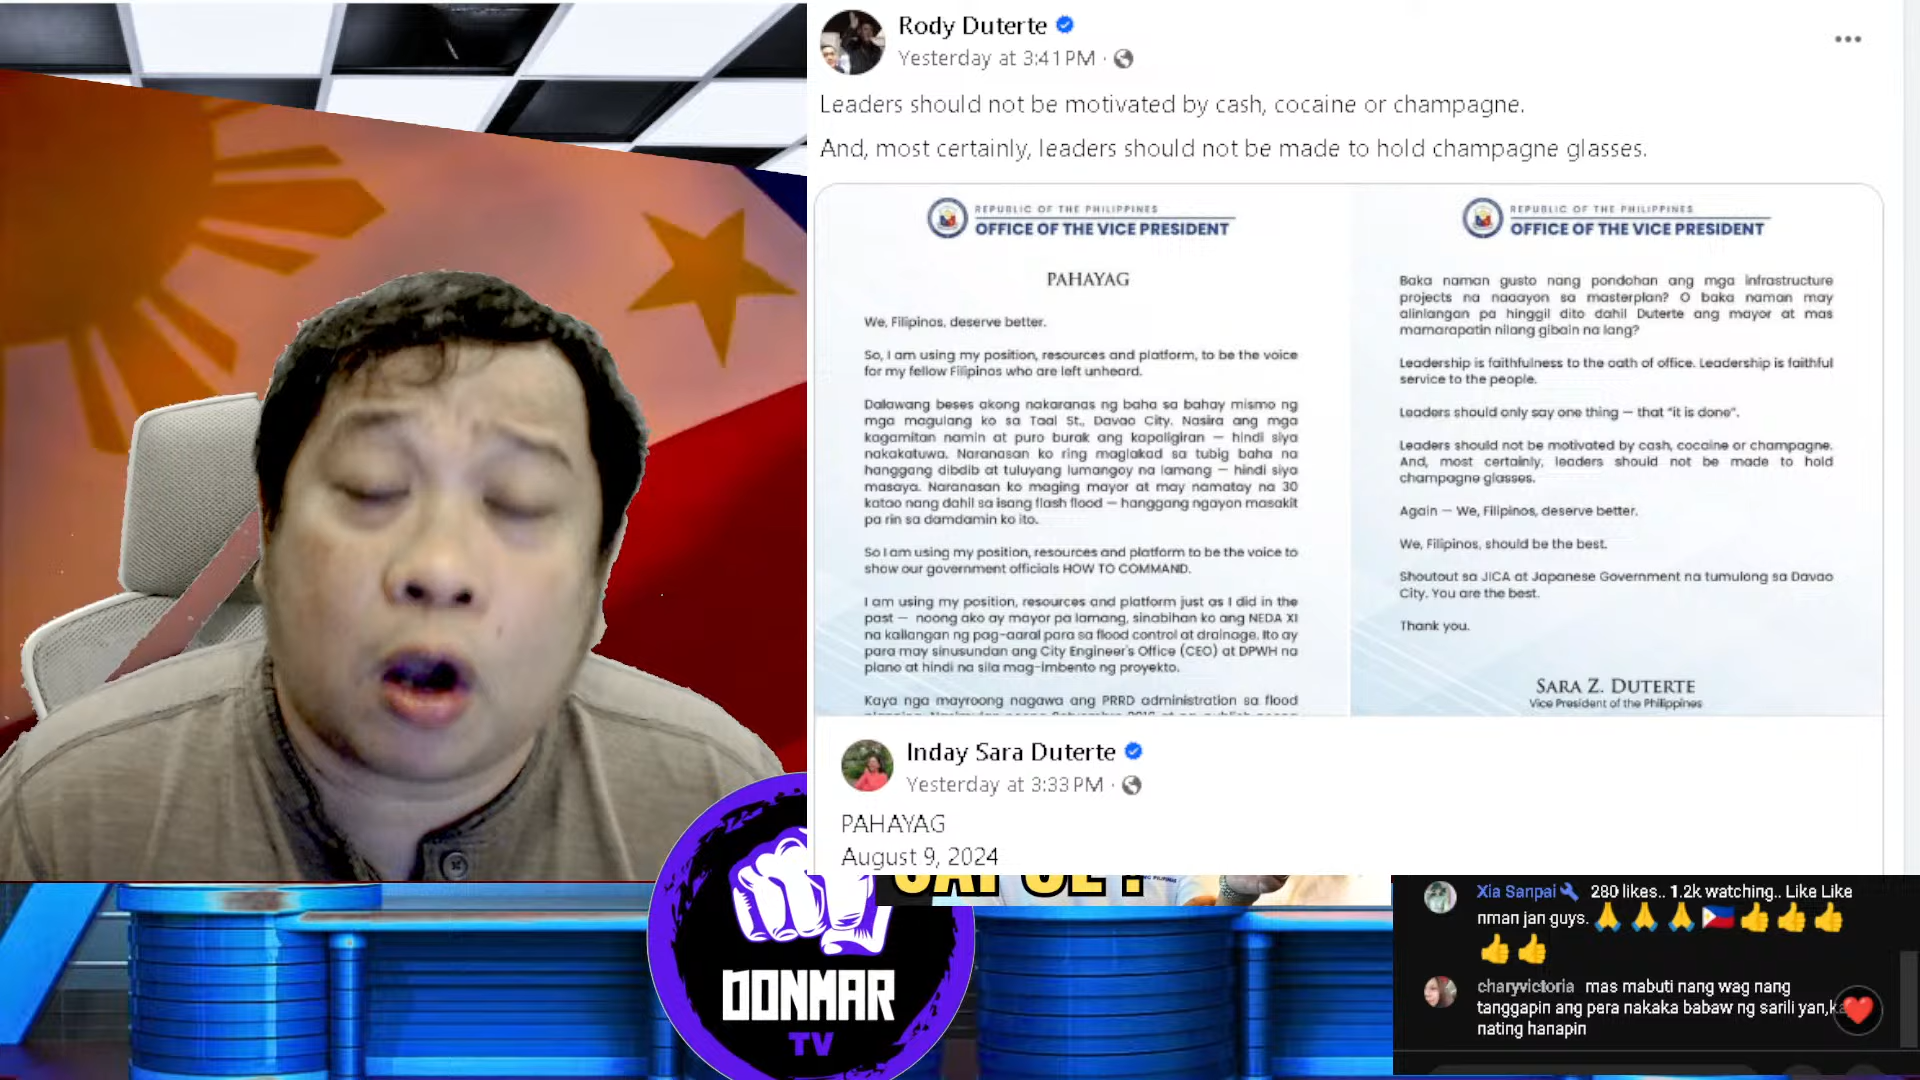 Rody Duterte
Yesterday at 3:41 PM ·
Leaders should not be motivated by cash, cocaine or champagne.
And, most certainly, leaders should not be made to hold champagne glasses.
REPUBLIC OF THE PHILIPPINES
OFFICE OF THE VICE PRESIDENT
PAHAYAG
We, Filipinos, deserve better.
So, I am using my position, resources and platform, to be the voice
for my fellow Filipinos who are left unheard.
Dalawang beses akong nakaranas ng baha sa bahay mismo ng
mga magulang ko sa Taal St., Davao City. Nasira ang mga
kagamitan namin at puro burak ang kapaligiran — hindi siya
nakakatuwa. Naranasan ko ring maglakad sa tubig baha na
hanggang dibdib at tuluyang lumangoy na lamang — hindi siya
masaya. Naranasan ko maging mayor at may namatay na 30
katao nang dahil sa isang flash flood — hanggang ngayon masakit
pa rin sa damdamin ko ito.
So I am using my position, resources and platform to be the voice to
show our government officials HOW TO COMMAND.
I am using my position, resources and platform just as I did in the
past — noong ako ay mayor pa lamang, sinabihan ko ang NEDA XI
na kailangan ng pag-aaral para sa flood control at drainage. Ito ay
para may sinusundan ang City Engineer's Office (CEO) at DPWH na
plano at hindi na sila mag-imbento ng proyekto.
Kaya nga mayroong nagawa ang PRRD administration sa flood
REPUBLIC OF THE PHILIPPINES
OFFICE OF THE VICE PRESIDENT
Baka naman gusto nang pondohan ang mga infrastructure
projects na naaayon sa masterplan? O baka naman may
alinlangan pa hinggil dito dahil Duterte ang mayor at mas
mamarapatin nilang gibain na lang?
Leadership is faithfulness to the oath of office. Leadership is faithful
service to the people.
Leaders should only say one thing — that “it is done”.
Leaders should not be motivated by cash, cocaine or champagne.
And, most certainly, leaders should not be made to hold
champagne glasses.
Again — We, Filipinos, deserve better.
We, Filipinos, should be the best.
Shoutout sa JICA at Japanese Government na tumulong sa Davao
City. You are the best.
Thank you.
SARA Z. DUTERTE
Vice President of the Philippines
Inday Sara Duterte
Yesterday at 3:33 PM ·
PAHAYAG
August 9, 2024
DONMAR
TV
Xia Sanpai🔧 280 likes.. 1.2k watching.. Like Like
nman jan guys. 🙏🙏🙏🇵🇭👍👍👍
👍👍
charyvictoria mas mabuti nang wag nang
tanggapin ang pera nakaka babaw ng sarili yan,
nating hanapin